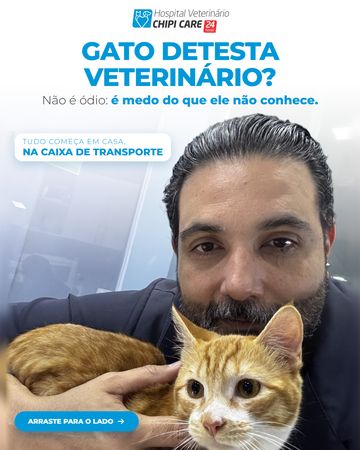 Hospital Veterinário
CHIPI CARE 24
GATO DETESTA
VETERINÁRIO?
Não é ódio: é medo do que ele não conhece.
TUDO COMEÇA EM CASA,
NA CAIXA DE TRANSPORTE
ARRASTE PARA O LADO →